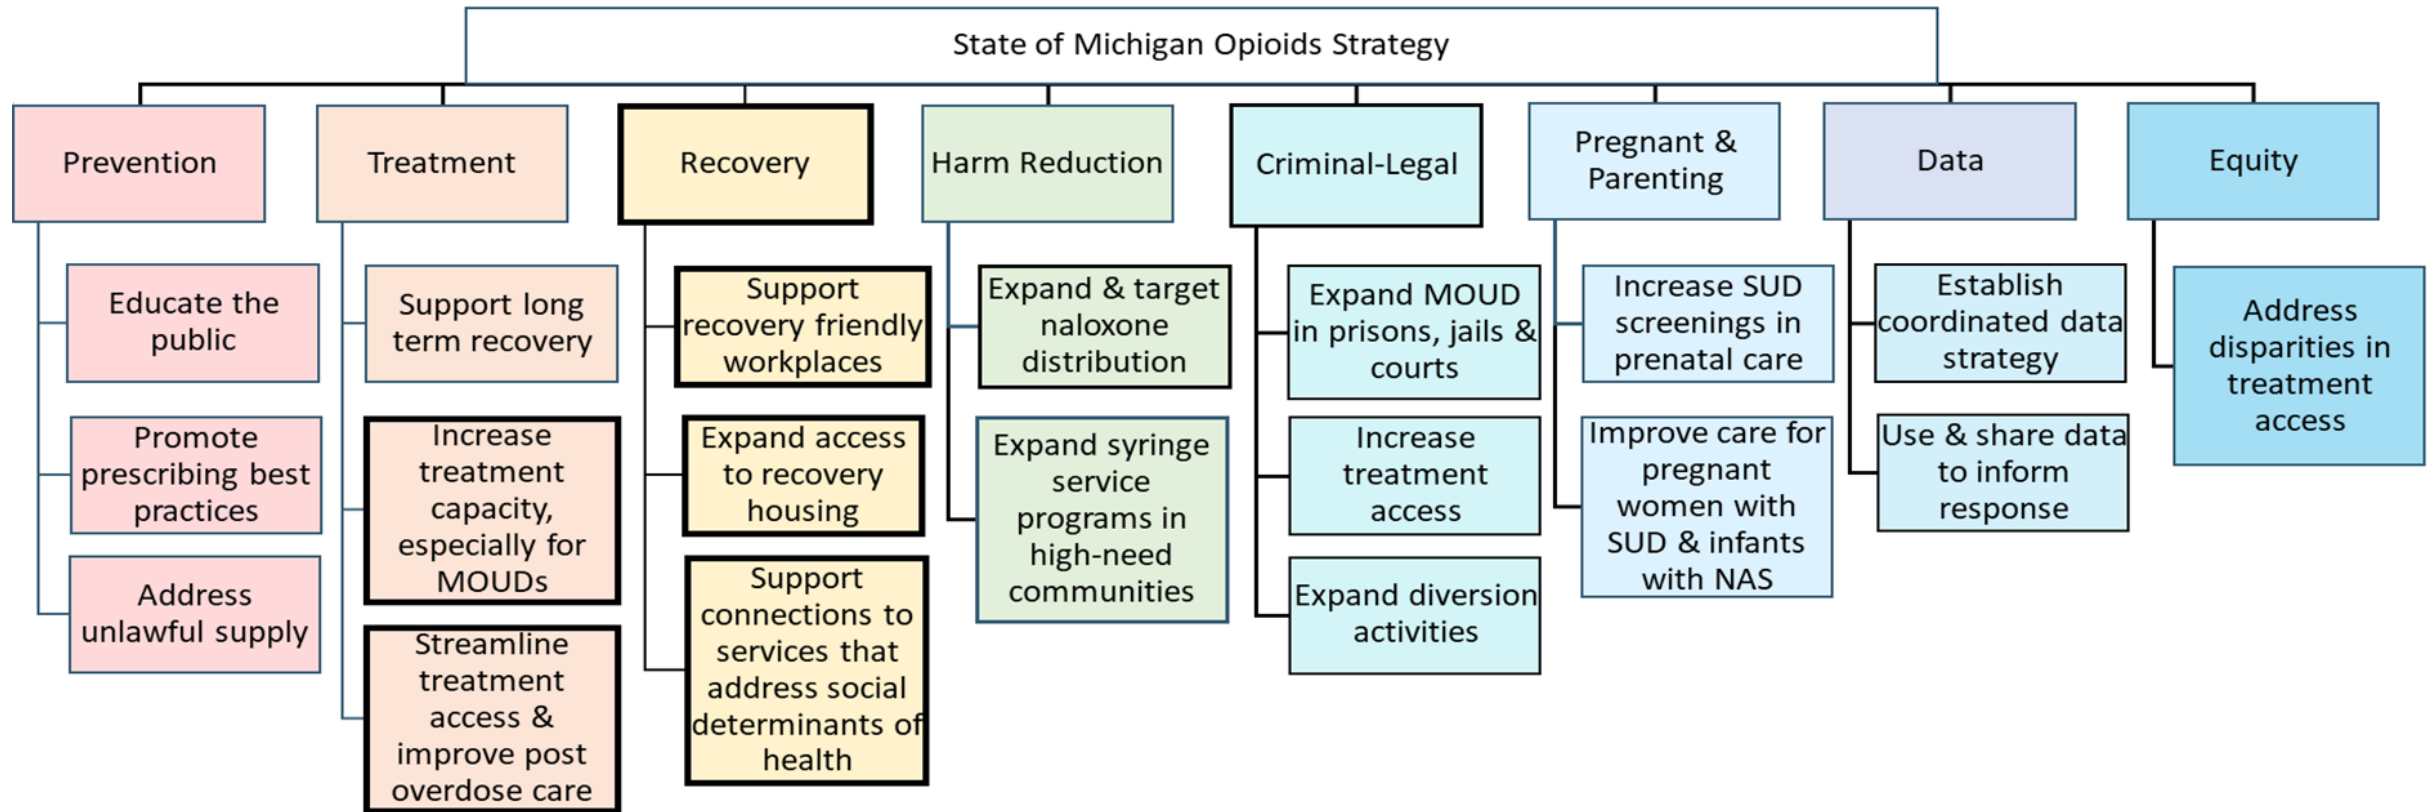 State of Michigan Opioids Strategy
Prevention
Educate the
public
Promote
prescribing best
practices
Address
unlawful supply
Treatment
Support long
term recovery
Increase
treatment
capacity,
especially for
MOUDs
Streamline
treatment
access &
improve post
overdose care
Recovery
Support
recovery friendly
workplaces
Expand access
to recovery
housing
Support
connections to
services that
address social
determinants of
health
Harm Reduction
Expand & target
naloxone
distribution
Expand syringe
service
programs in
high-need
communities
Criminal-Legal
Expand MOUD
in prisons, jails &
courts
Increase
treatment
access
Expand diversion
activities
Pregnant &
Parenting
Increase SUD
screenings in
prenatal care
Improve care for
pregnant
women with
SUD & infants
with NAS
Data
Establish
coordinated data
strategy
Use & share data
to inform
response
Equity
Address
disparities in
treatment
access